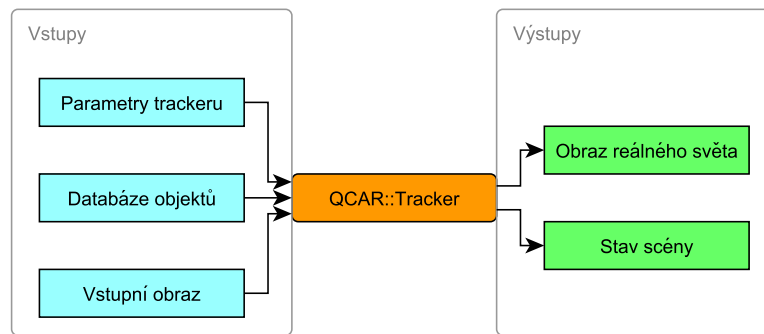 Vstupy
Parametry trackeru
Databáze objektů
Vstupní obraz
QCAR::Tracker
Výstupy
Obraz reálného světa
Stav scény